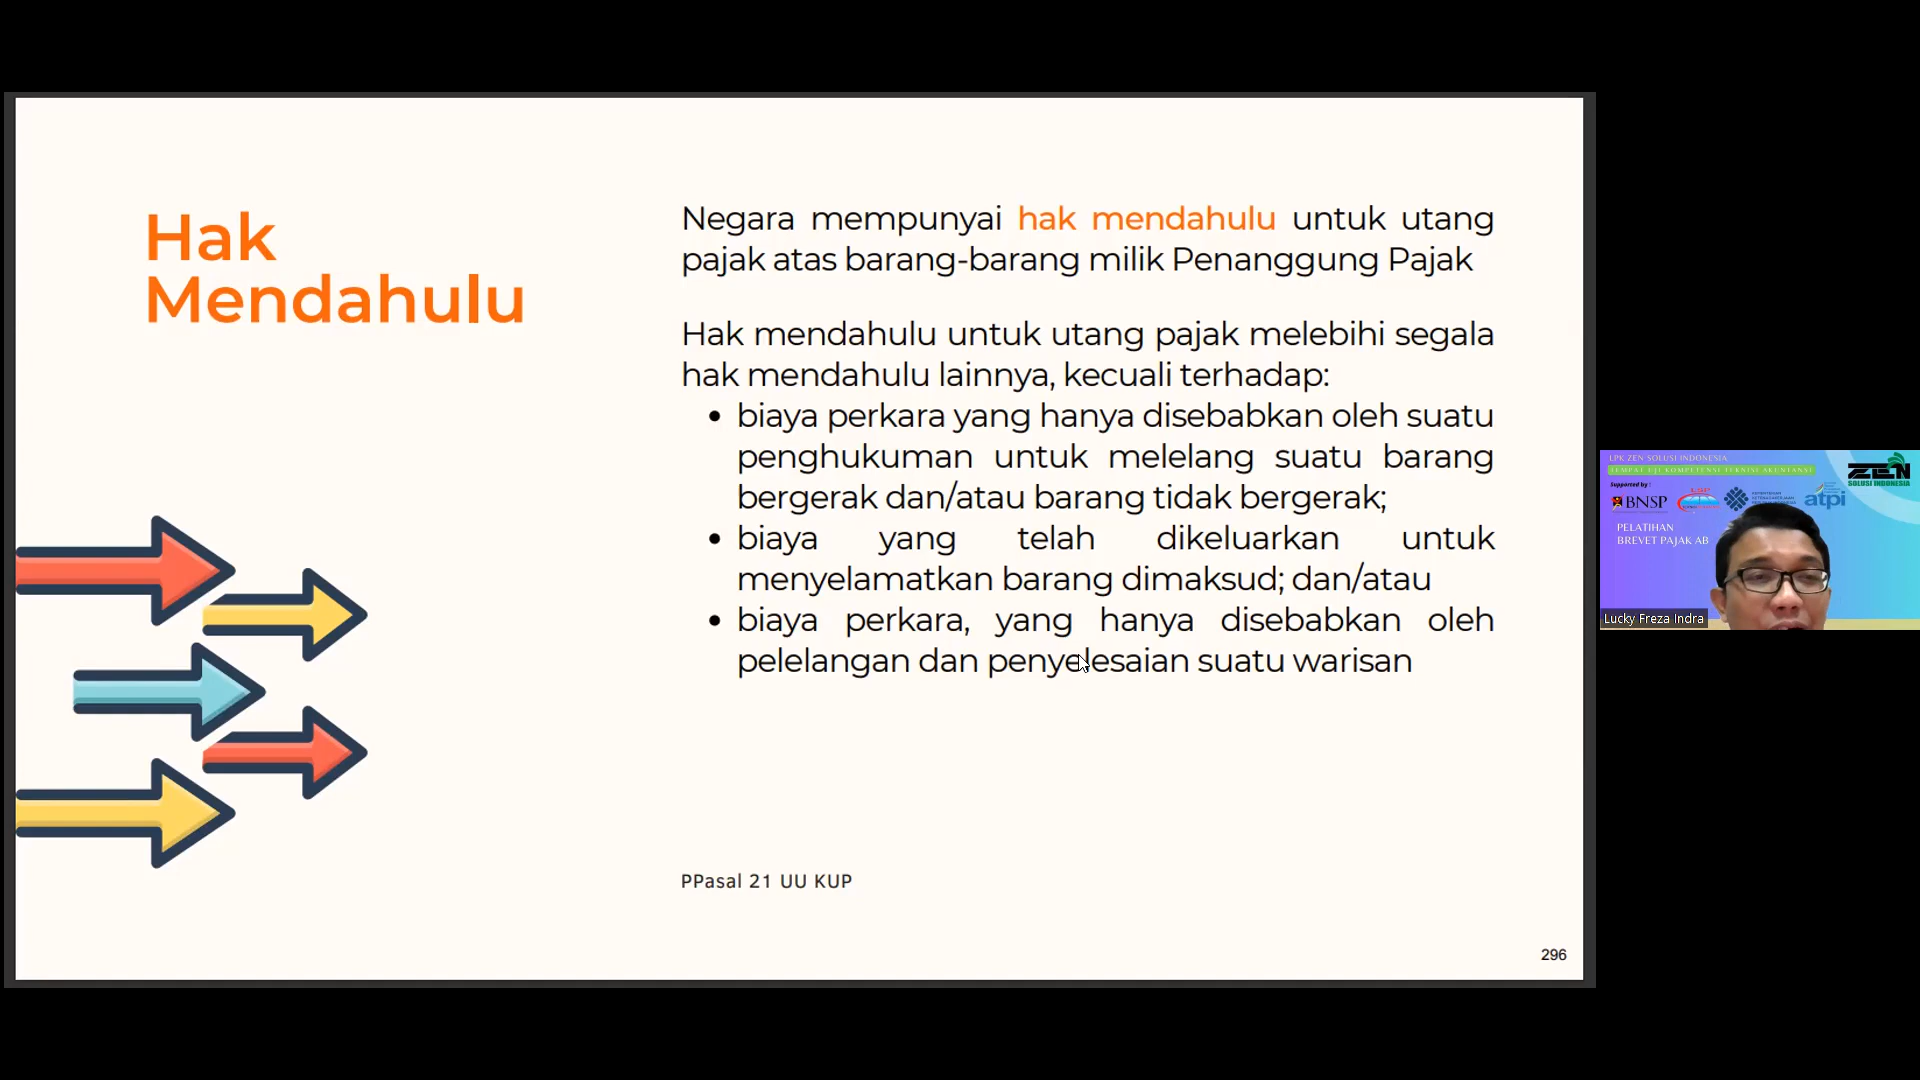 Hak
Mendahulu
Negara mempunyai hak mendahulu untuk utang
pajak atas barang-barang milik Penanggung Pajak
Hak mendahulu untuk utang pajak melebihi segala
hak mendahulu lainnya, kecuali terhadap:
• biaya perkara yang hanya disebabkan oleh suatu
penghukuman untuk melelang suatu barang
bergerak dan/atau barang tidak bergerak;
• biaya yang telah dikeluarkan untuk
menyelamatkan barang dimaksud; dan/atau
• biaya perkara, yang hanya disebabkan oleh
pelelangan dan penyelesaian suatu warisan
PPasal 21 UU KUP
296
LPK ZEN SOLUSI INDONESIA
TEMPAT UJI KOMPETENSI TEKNISI AKUNTANSI
Supported by :
BNSP
atpi
ZEN
SOLUSI INDONESIA
PELATIHAN
BREVET PAJAK AB
Lucky Freza Indra